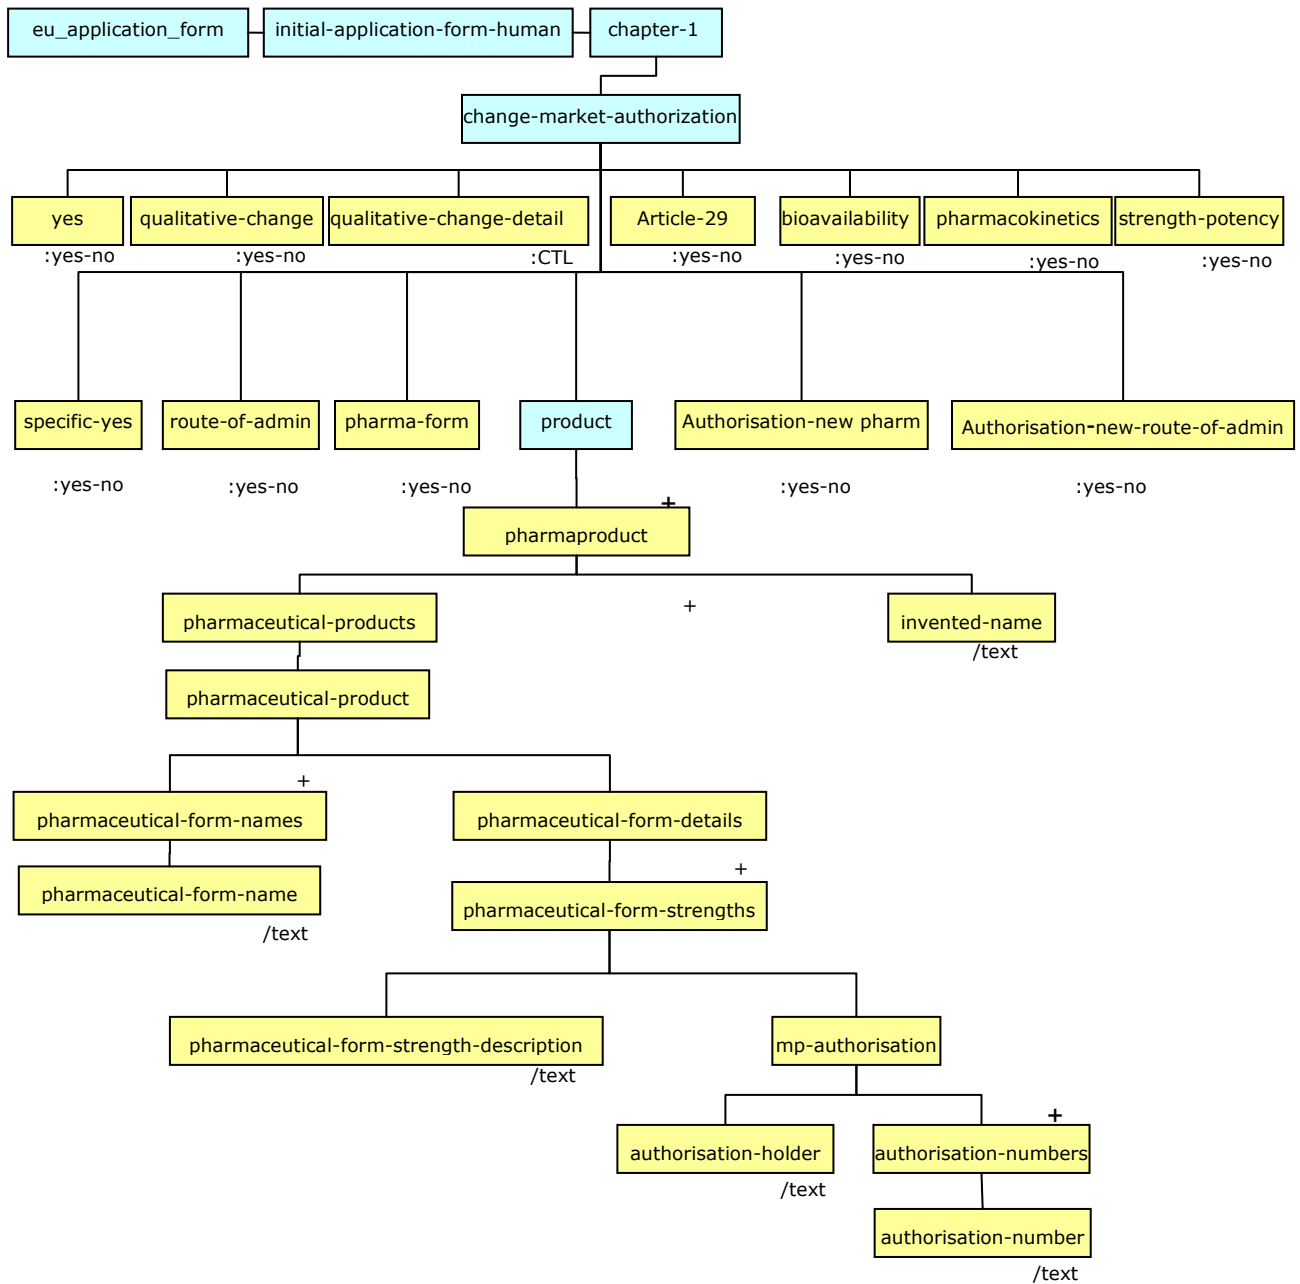 eu_application_form
initial-application-form-human
chapter-1
change-market-authorization
yes
qualitative-change
qualitative-change-detail
Article-29
bioavailability
pharmacokinetics
strength-potency
:yes-no
:yes-no
:CTL
:yes-no
:yes-no
:yes-no
:yes-no
specific-yes
route-of-admin
pharma-form
product
Authorisation-new pharm
Authorisation-new-route-of-admin
:yes-no
:yes-no
:yes-no
:yes-no
:yes-no
+
pharmaproduct
+
pharmaceutical-products
invented-name
/text
pharmaceutical-product
+
pharmaceutical-form-names
pharmaceutical-form-details
+
pharmaceutical-form-name
pharmaceutical-form-strengths
/text
pharmaceutical-form-strength-description
mp-authorisation
/text
+
authorisation-holder
authorisation-numbers
/text
authorisation-number
/text